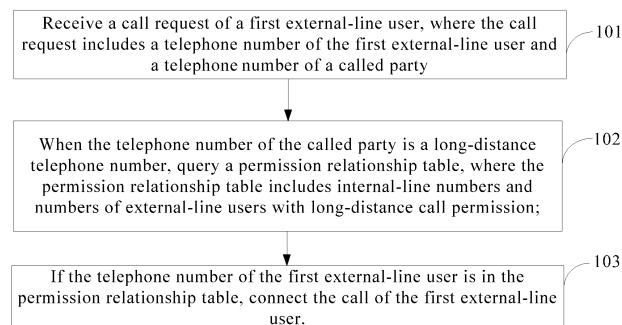 Receive a call request of a first external-line user, where the call
request includes a telephone number of the first external-line user and
a telephone number of a called party
101
When the telephone number of the called party is a long-distance
telephone number, query a permission relationship table, where the
permission relationship table includes internal-line numbers and
numbers of external-line users with long-distance call permission;
102
If the telephone number of the first external-line user is in the
permission relationship table, connect the call of the first external-line
user.
103